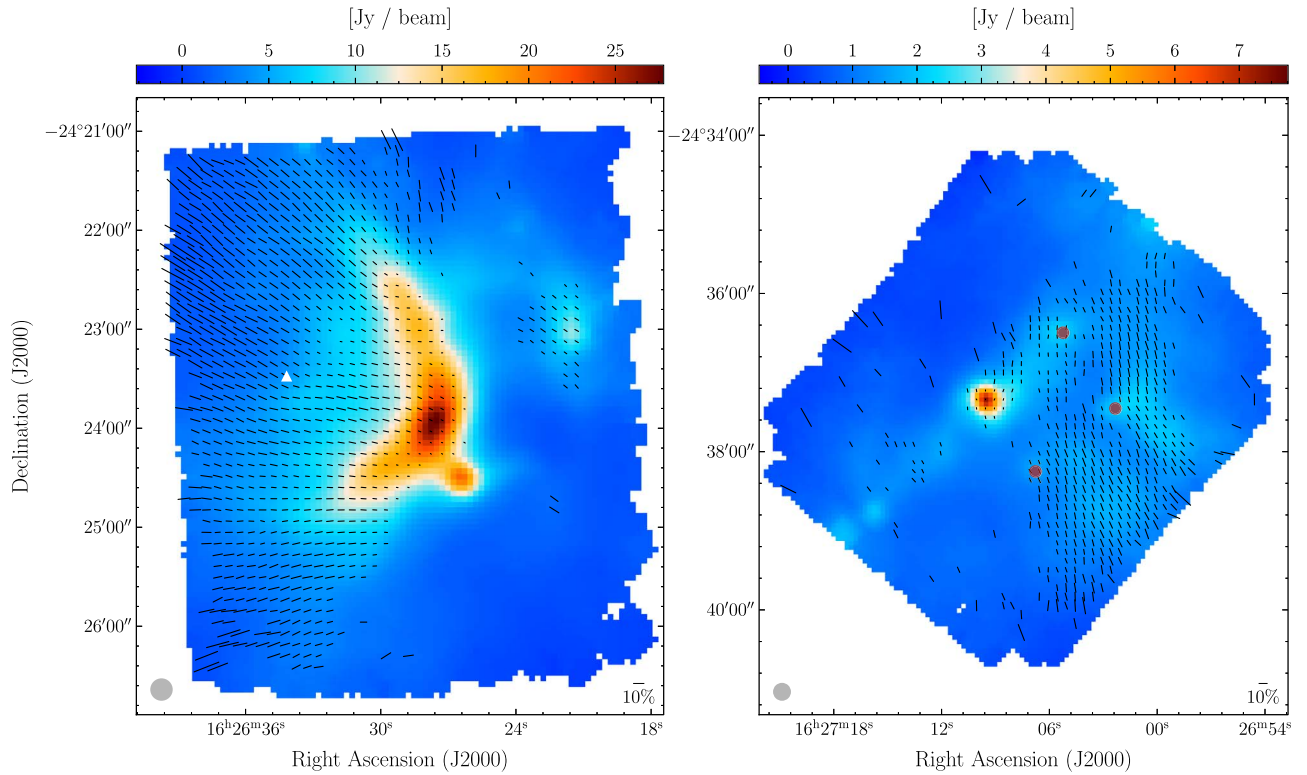 [Jy / beam]
[Jy / beam]
0 5 10 15 20 25
0 1 2 3 4 5 6 7
−24°21′00″
22′00″
23′00″
24′00″
25′00″
26′00″
Declination (J2000)
10%
16ʰ26ᵐ36ˢ 30ˢ 24ˢ 18ˢ
Right Ascension (J2000)
−24°34′00″
36′00″
38′00″
40′00″
10%
16ʰ27ᵐ18ˢ 12ˢ 06ˢ 00ˢ 26ᵐ54ˢ
Right Ascension (J2000)